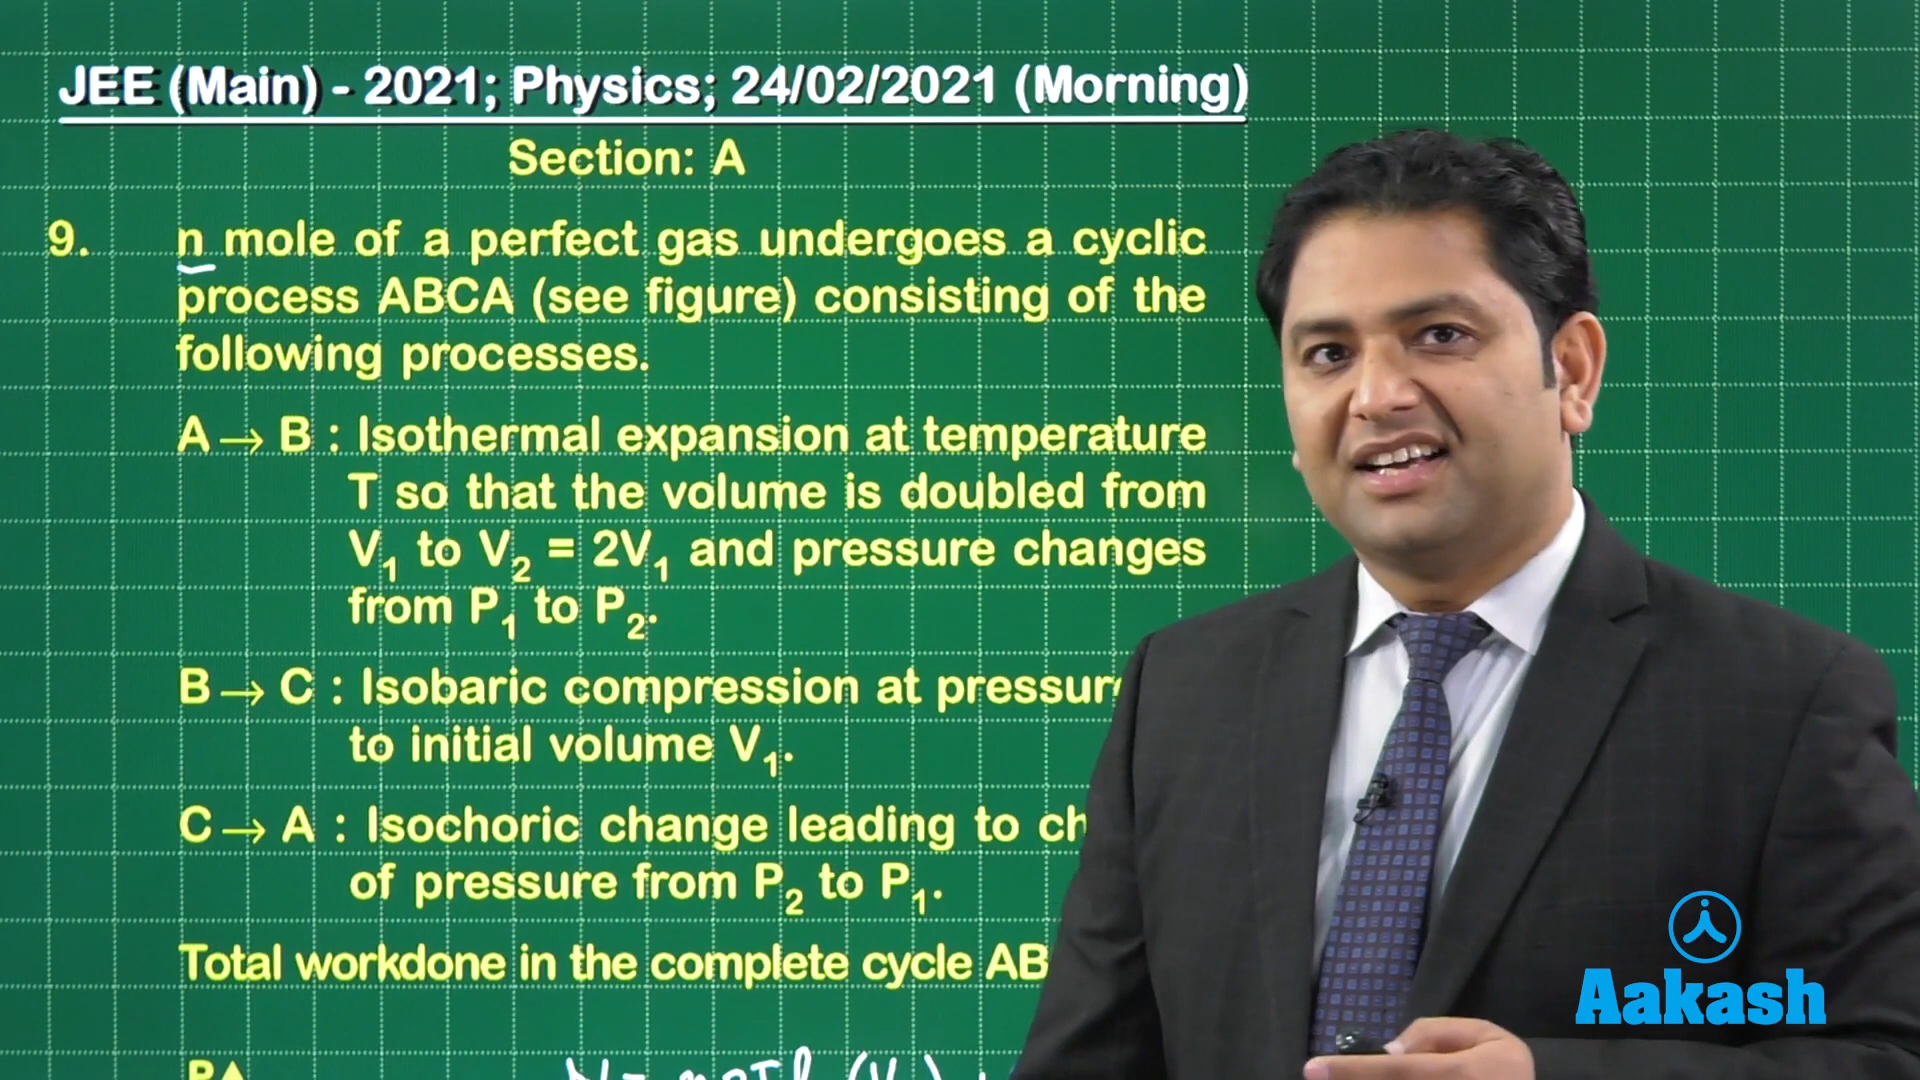 JEE (Main) - 2021; Physics; 24/02/2021 (Morning)
Section: A
9. n mole of a perfect gas undergoes a cyclic
process ABCA (see figure) consisting of the
following processes.
A → B : Isothermal expansion at temperature
T so that the volume is doubled from
V₁ to V₂ = 2V₁ and pressure changes
from P₁ to P₂.
B → C : Isobaric compression at
to initial volume V₁.
C → A : Isochoric change leading to
of pressure from P₂ to P₁.
Total workdone in the complete cycle
Aakash